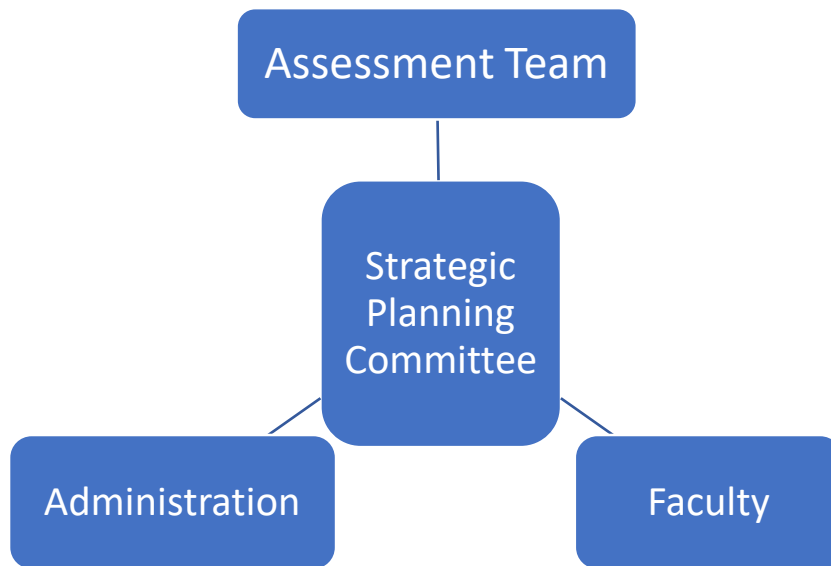 Assessment Team
Strategic
Planning
Committee
Administration
Faculty